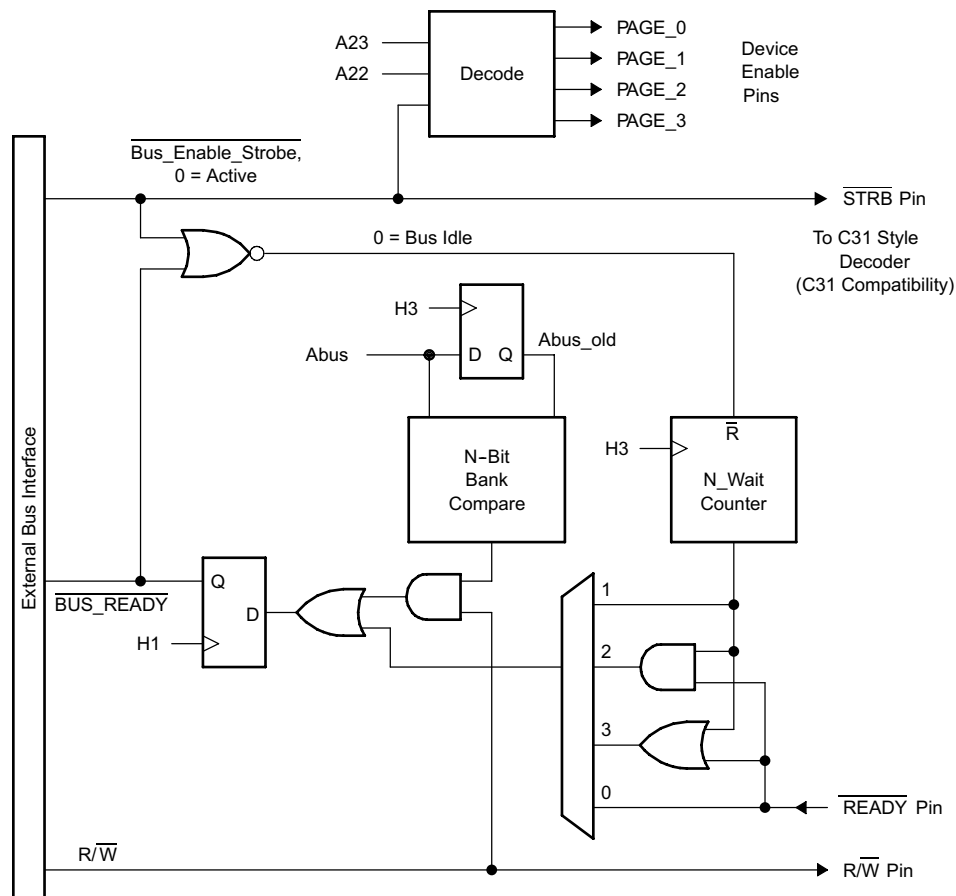 PAGE_0
A23
PAGE_1
Device
Enable
Pins
A22
Decode
PAGE_2
PAGE_3
Bus_Enable_Strobe,
0 = Active
STRB Pin
0 = Bus Idle
To C31 Style
Decoder
(C31 Compatibility)
H3
Abus
D Q
Abus_old
R
H3
N--Bit
Bank
Compare
N_Wait
Counter
External Bus Interface
Q
BUS_READY
D
H1
1
2
3
0
READY Pin
R/W
R/W Pin